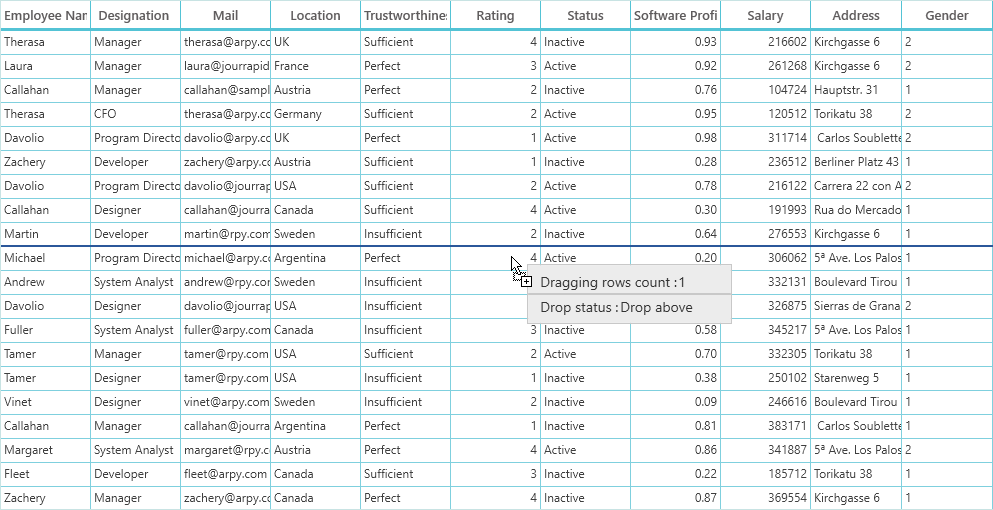 Employee Nar Designation Mail Location Trustworthines Rating Status Software Profi Salary Address Gender
Therasa Manager therasa@arpy.cc UK Sufficient 4 Inactive 0.93 216602 Kirchgasse 6 2
Laura Manager laura@jourrapid France Perfect 3 Active 0.92 261268 Kirchgasse 6 2
Callahan Manager callahan@sampl Austria Perfect 2 Inactive 0.76 104724 Hauptstr. 31 1
Therasa CFO therasa@arpy.cc Germany Sufficient 2 Active 0.95 120512 Torikatu 38 2
Davolio Program Directo davolio@arpy.cc UK Perfect 1 Active 0.98 311714 Carlos Soublette 2
Zachery Developer zachery@arpy.cc Austria Sufficient 1 Inactive 0.28 236512 Berliner Platz 43 1
Davolio Program Directo davolio@jourrap USA Sufficient 2 Active 0.78 216122 Carrera 22 con A 2
Callahan Designer callahan@jourra Canada Sufficient 4 Active 0.30 191993 Rua do Mercado 1
Martin Developer martin@rpy.com Sweden Insufficient 2 Inactive 0.64 276553 Kirchgasse 6 1
Michael Program Directo michael@arpy.cc Argentina Perfect 4 Active 0.20 306062 5ª Ave. Los Palos 1
Andrew System Analyst andrew@rpy.cor Sweden Insufficient Dragging rows count :1 332131 Boulevard Tirou 1
Davolio Designer davolio@jourrap USA Insufficient Drop status :Drop above 326875 Sierras de Grana 2
Fuller System Analyst fuller@arpy.com Canada Insufficient 3 Inactive 0.58 345217 5ª Ave. Los Palos 1
Tamer Manager tamer@rpy.com USA Sufficient 2 Active 0.70 332305 Torikatu 38 1
Tamer Designer tamer@rpy.com USA Insufficient 1 Inactive 0.38 250102 Starenweg 5 1
Vinet Designer vinet@arpy.com Sweden Insufficient 2 Inactive 0.09 246616 Boulevard Tirou 1
Callahan Manager callahan@jourra Argentina Perfect 1 Inactive 0.81 383171 Carlos Soublette 1
Margaret System Analyst margaret@rpy.c Austria Perfect 4 Active 0.86 341887 5ª Ave. Los Palos 2
Fleet Developer fleet@arpy.com Canada Sufficient 3 Inactive 0.22 185712 Torikatu 38 1
Zachery Manager zachery@arpy.cc Canada Perfect 4 Inactive 0.87 369554 Kirchgasse 6 1